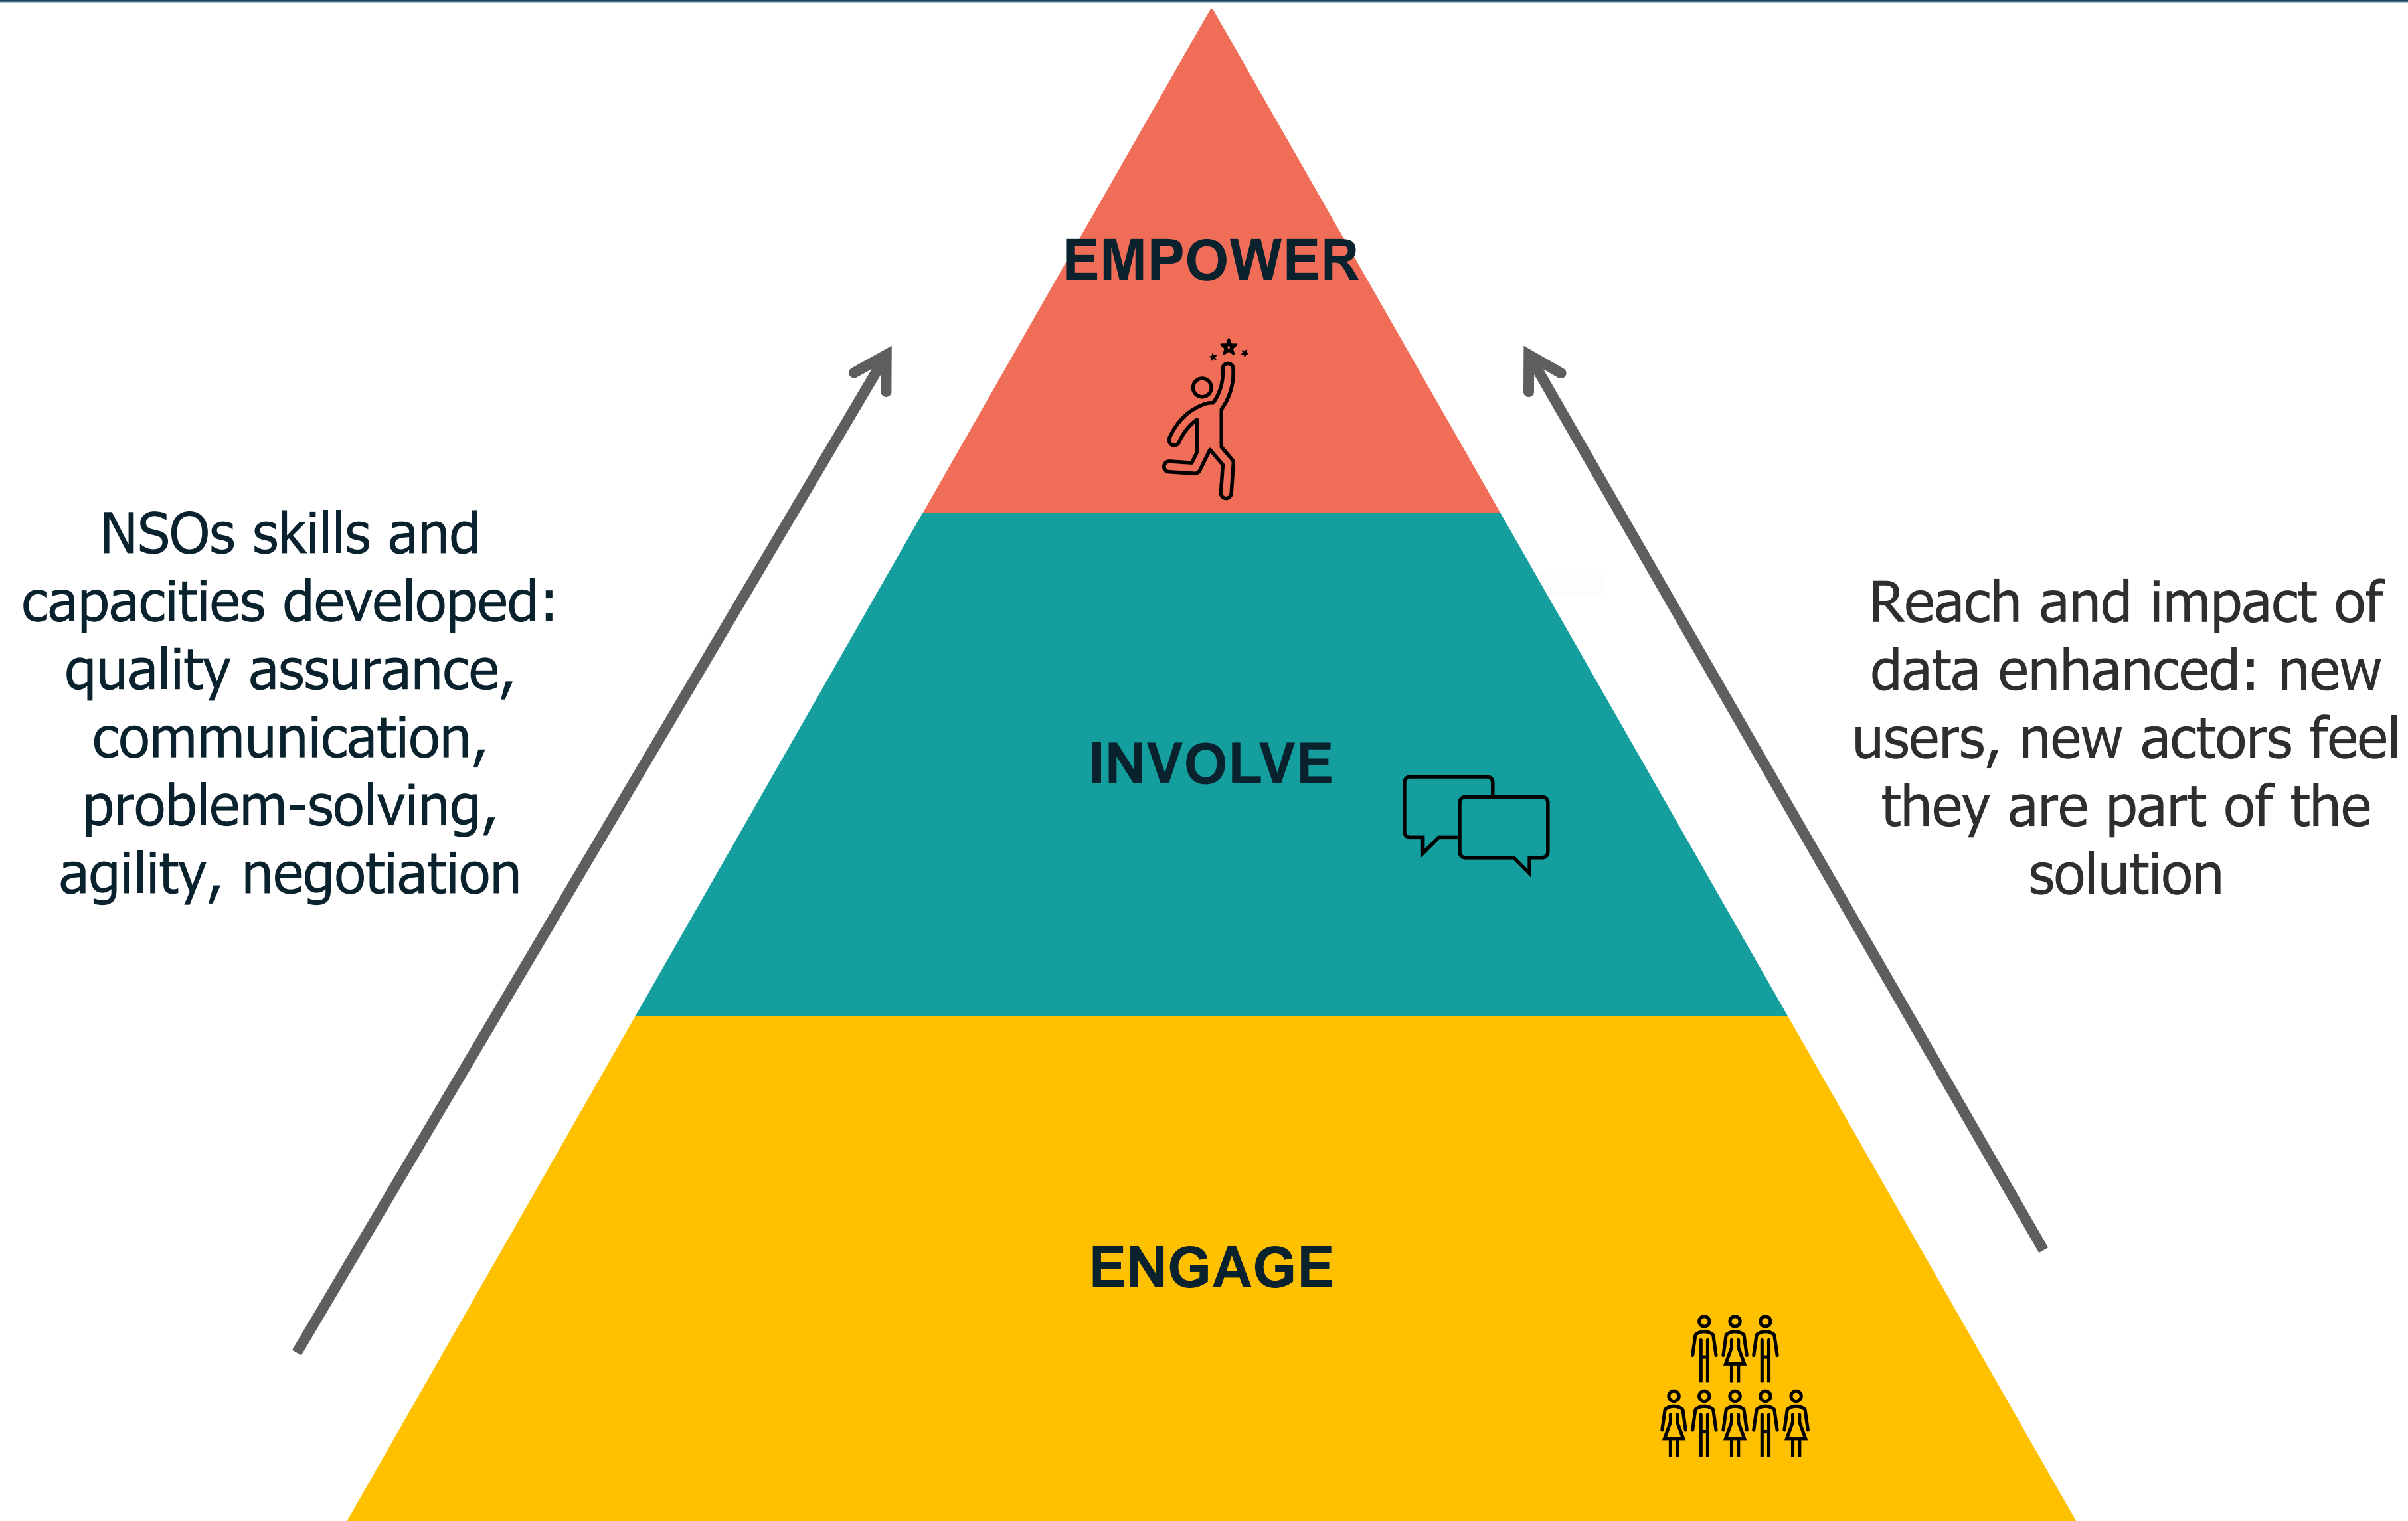 EMPOWER
NSOs skills and
capacities developed:
quality assurance,
communication,
problem-solving,
agility, negotiation
INVOLVE
Reach and impact of
data enhanced: new
users, new actors feel
they are part of the
solution
ENGAGE